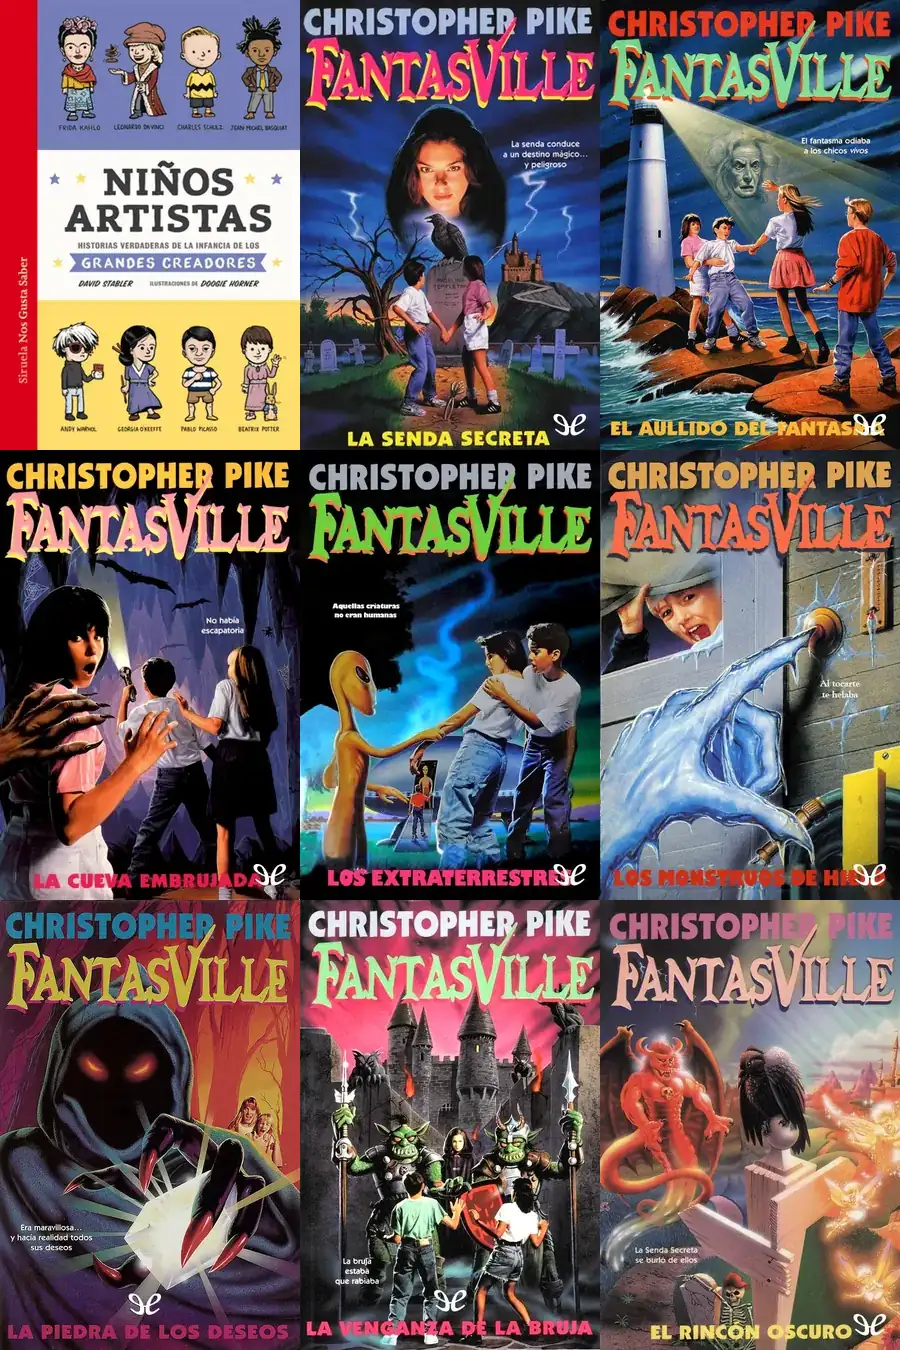 Siruela Nos Gusta Saber
FRIDA KAHLO
LEONARDO DA VINCI
CHARLES SCHULZ
JEAN-MICHEL BASQUIAT
NIÑOS
ARTISTAS
HISTORIAS VERDADERAS DE LA INFANCIA DE LOS
GRANDES CREADORES
DAVID STABLER
ILUSTRACIONES DE DOOGIE HORNER
ANDY WARHOL
GEORGIA O'KEEFFE
PABLO PICASSO
BEATRIX POTTER
CHRISTOPHER PIKE
FANTASVILLE
La senda conduce
a un destino mágico...
y peligroso
LA SENDA SECRETA
CHRISTOPHER PIKE
FANTASVILLE
El fantasma odiaba
a los chicos vivos
EL AULLIDO DEL FANTASMA
CHRISTOPHER PIKE
FANTASVILLE
No había
escapatoria
LA CUEVA EMBRUJADA
CHRISTOPHER PIKE
FANTASVILLE
Aquellas criaturas
no eran humanas
LOS EXTRATERRESTRES
CHRISTOPHER PIKE
FANTASVILLE
Al tocarte
te helaba
LOS MONSTRUOS DE HIELO
CHRISTOPHER PIKE
FANTASVILLE
Era maravillosa...
y hacía realidad todos
sus deseos
LA PIEDRA DE LOS DESEOS
CHRISTOPHER PIKE
FANTASVILLE
La bruja
estaba
que rabiaba
LA VENGANZA DE LA BRUJA
CHRISTOPHER PIKE
FANTASVILLE
La Senda Secreta
se burló de ellos
EL RINCÓN OSCURO